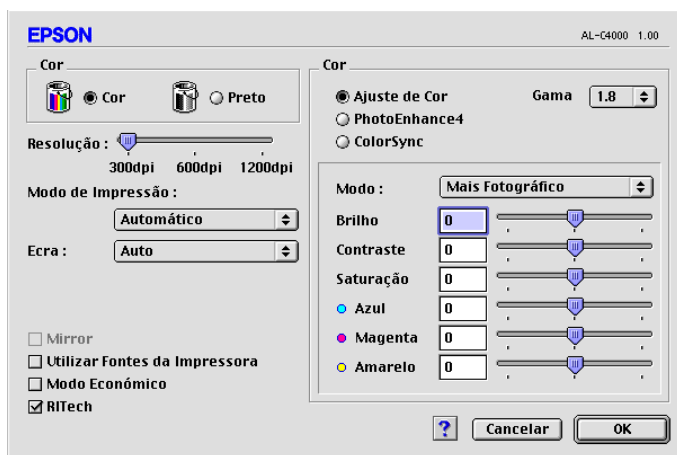 EPSON
AL-C4000 1.00
Cor
Cor
Preto
Resolução :
300dpi 600dpi 1200dpi
Modo de Impressão :
Automático
Ecra :
Auto
Mirror
Utilizar Fontes da Impressora
Modo Económico
RITech
Cor
Ajuste de Cor
Gama
1.8
PhotoEnhance4
ColorSync
Modo :
Mais Fotográfico
Brilho
0
Contraste
0
Saturação
0
Azul
0
Magenta
0
Amarelo
0
?
Cancelar
OK